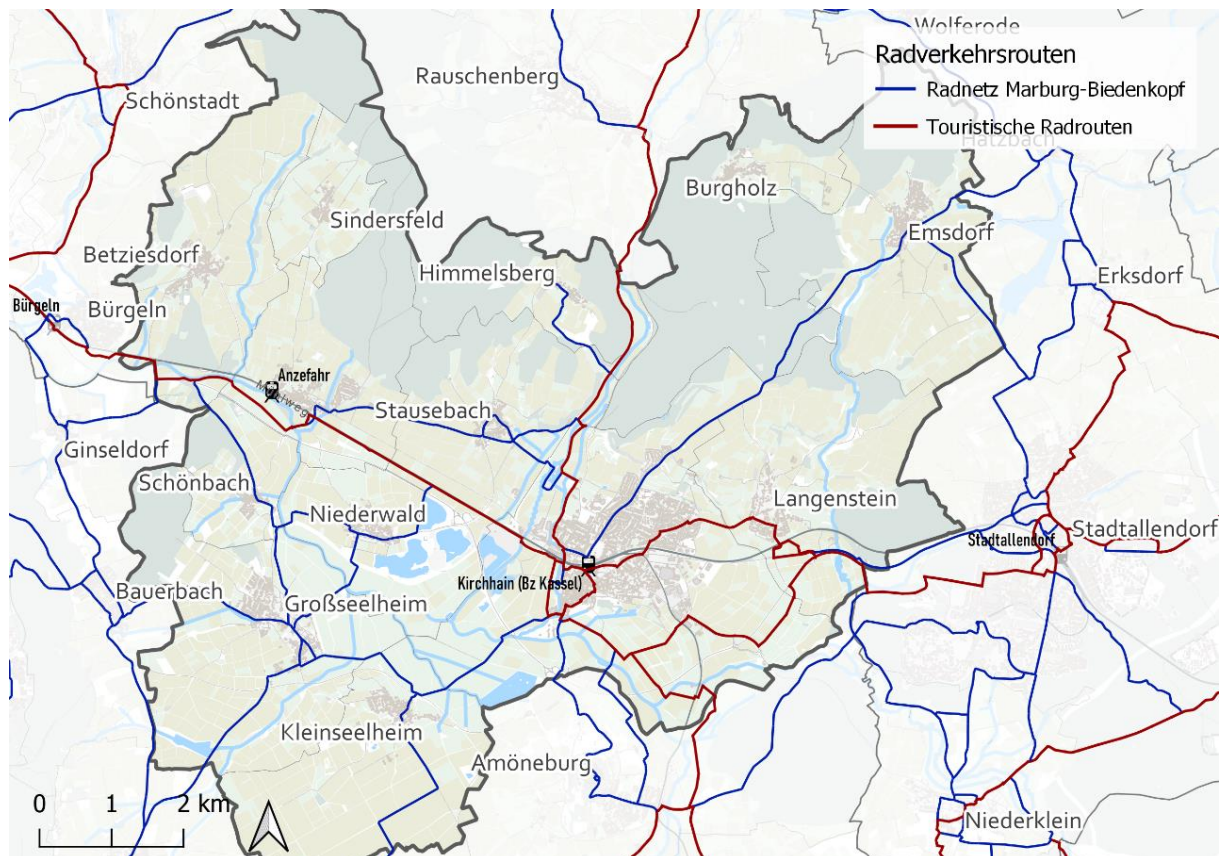 Wolferode
Radverkehrsrouten
Radnetz Marburg-Biedenkopf
Touristische Radrouten
Hatzbach
Rauschenberg
Schönstadt
Burgholz
Sindersfeld
Emsdorf
Betziesdorf
Himmelsberg
Erksdorf
Bürgeln
Bürgeln
Anzefahr
Stausebach
Ginseldorf
Schönbach
Langenstein
Niederwald
Stadtallendorf
Stadtallendorf
Kirchhain (Bz Kassel)
Bauerbach
Großseelheim
Kleinseelheim
Amöneburg
0 1 2 km
Niederklein